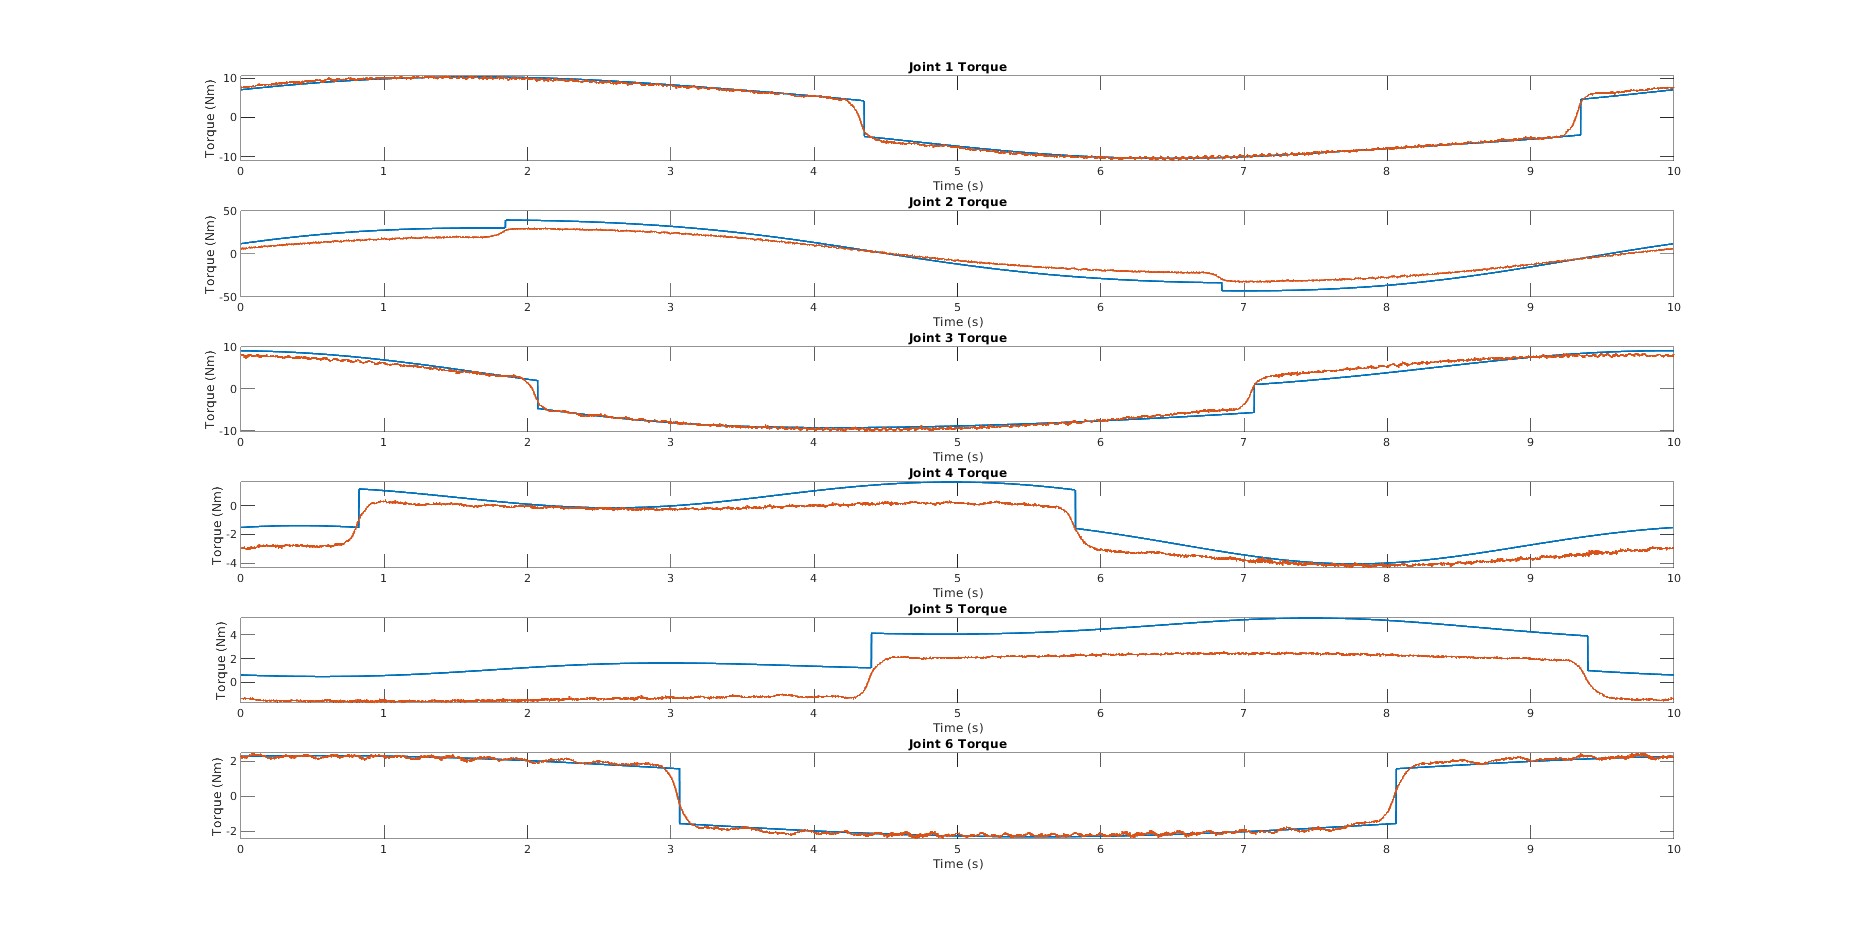 Joint 1 Torque
Torque (Nm)
10
0
-10
0 1 2 3 4 5 6 7 8 9 10
Time (s)
Joint 2 Torque
Torque (Nm)
50
0
-50
0 1 2 3 4 5 6 7 8 9 10
Time (s)
Joint 3 Torque
Torque (Nm)
10
0
-10
0 1 2 3 4 5 6 7 8 9 10
Time (s)
Joint 4 Torque
Torque (Nm)
0
-2
-4
0 1 2 3 4 5 6 7 8 9 10
Time (s)
Joint 5 Torque
Torque (Nm)
4
2
0
0 1 2 3 4 5 6 7 8 9 10
Time (s)
Joint 6 Torque
Torque (Nm)
2
0
-2
0 1 2 3 4 5 6 7 8 9 10
Time (s)